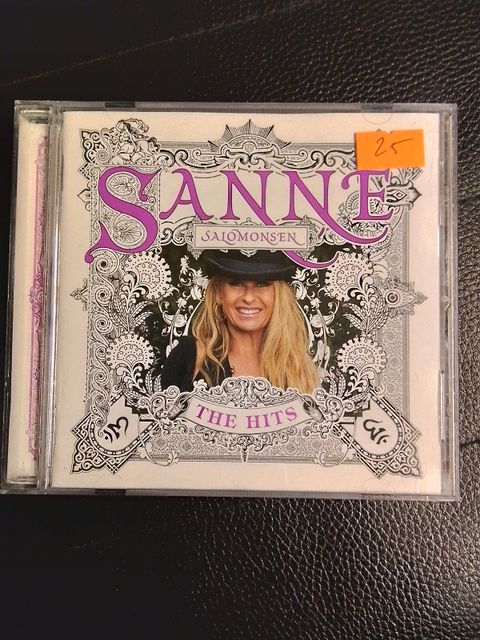 25
SANNE
SALOMONSEN
THE HITS